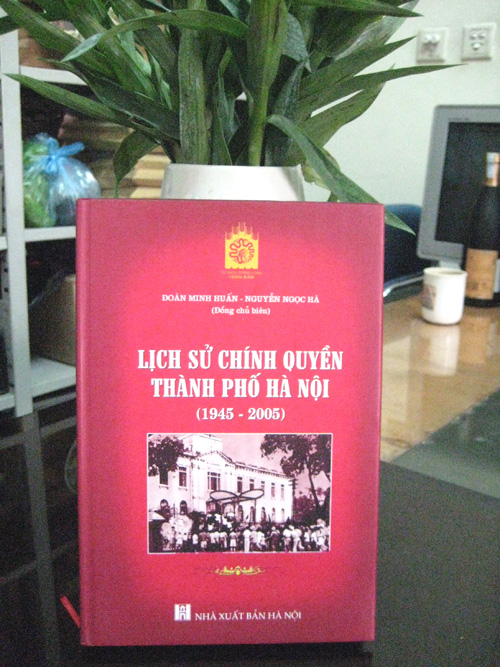 ĐOÀN MINH HUẤN - NGUYỄN NGỌC HÀ
(Đồng chủ biên)
LỊCH SỬ CHÍNH QUYỀN
THÀNH PHỐ HÀ NỘI
(1945 - 2005)
NHÀ XUẤT BẢN HÀ NỘI